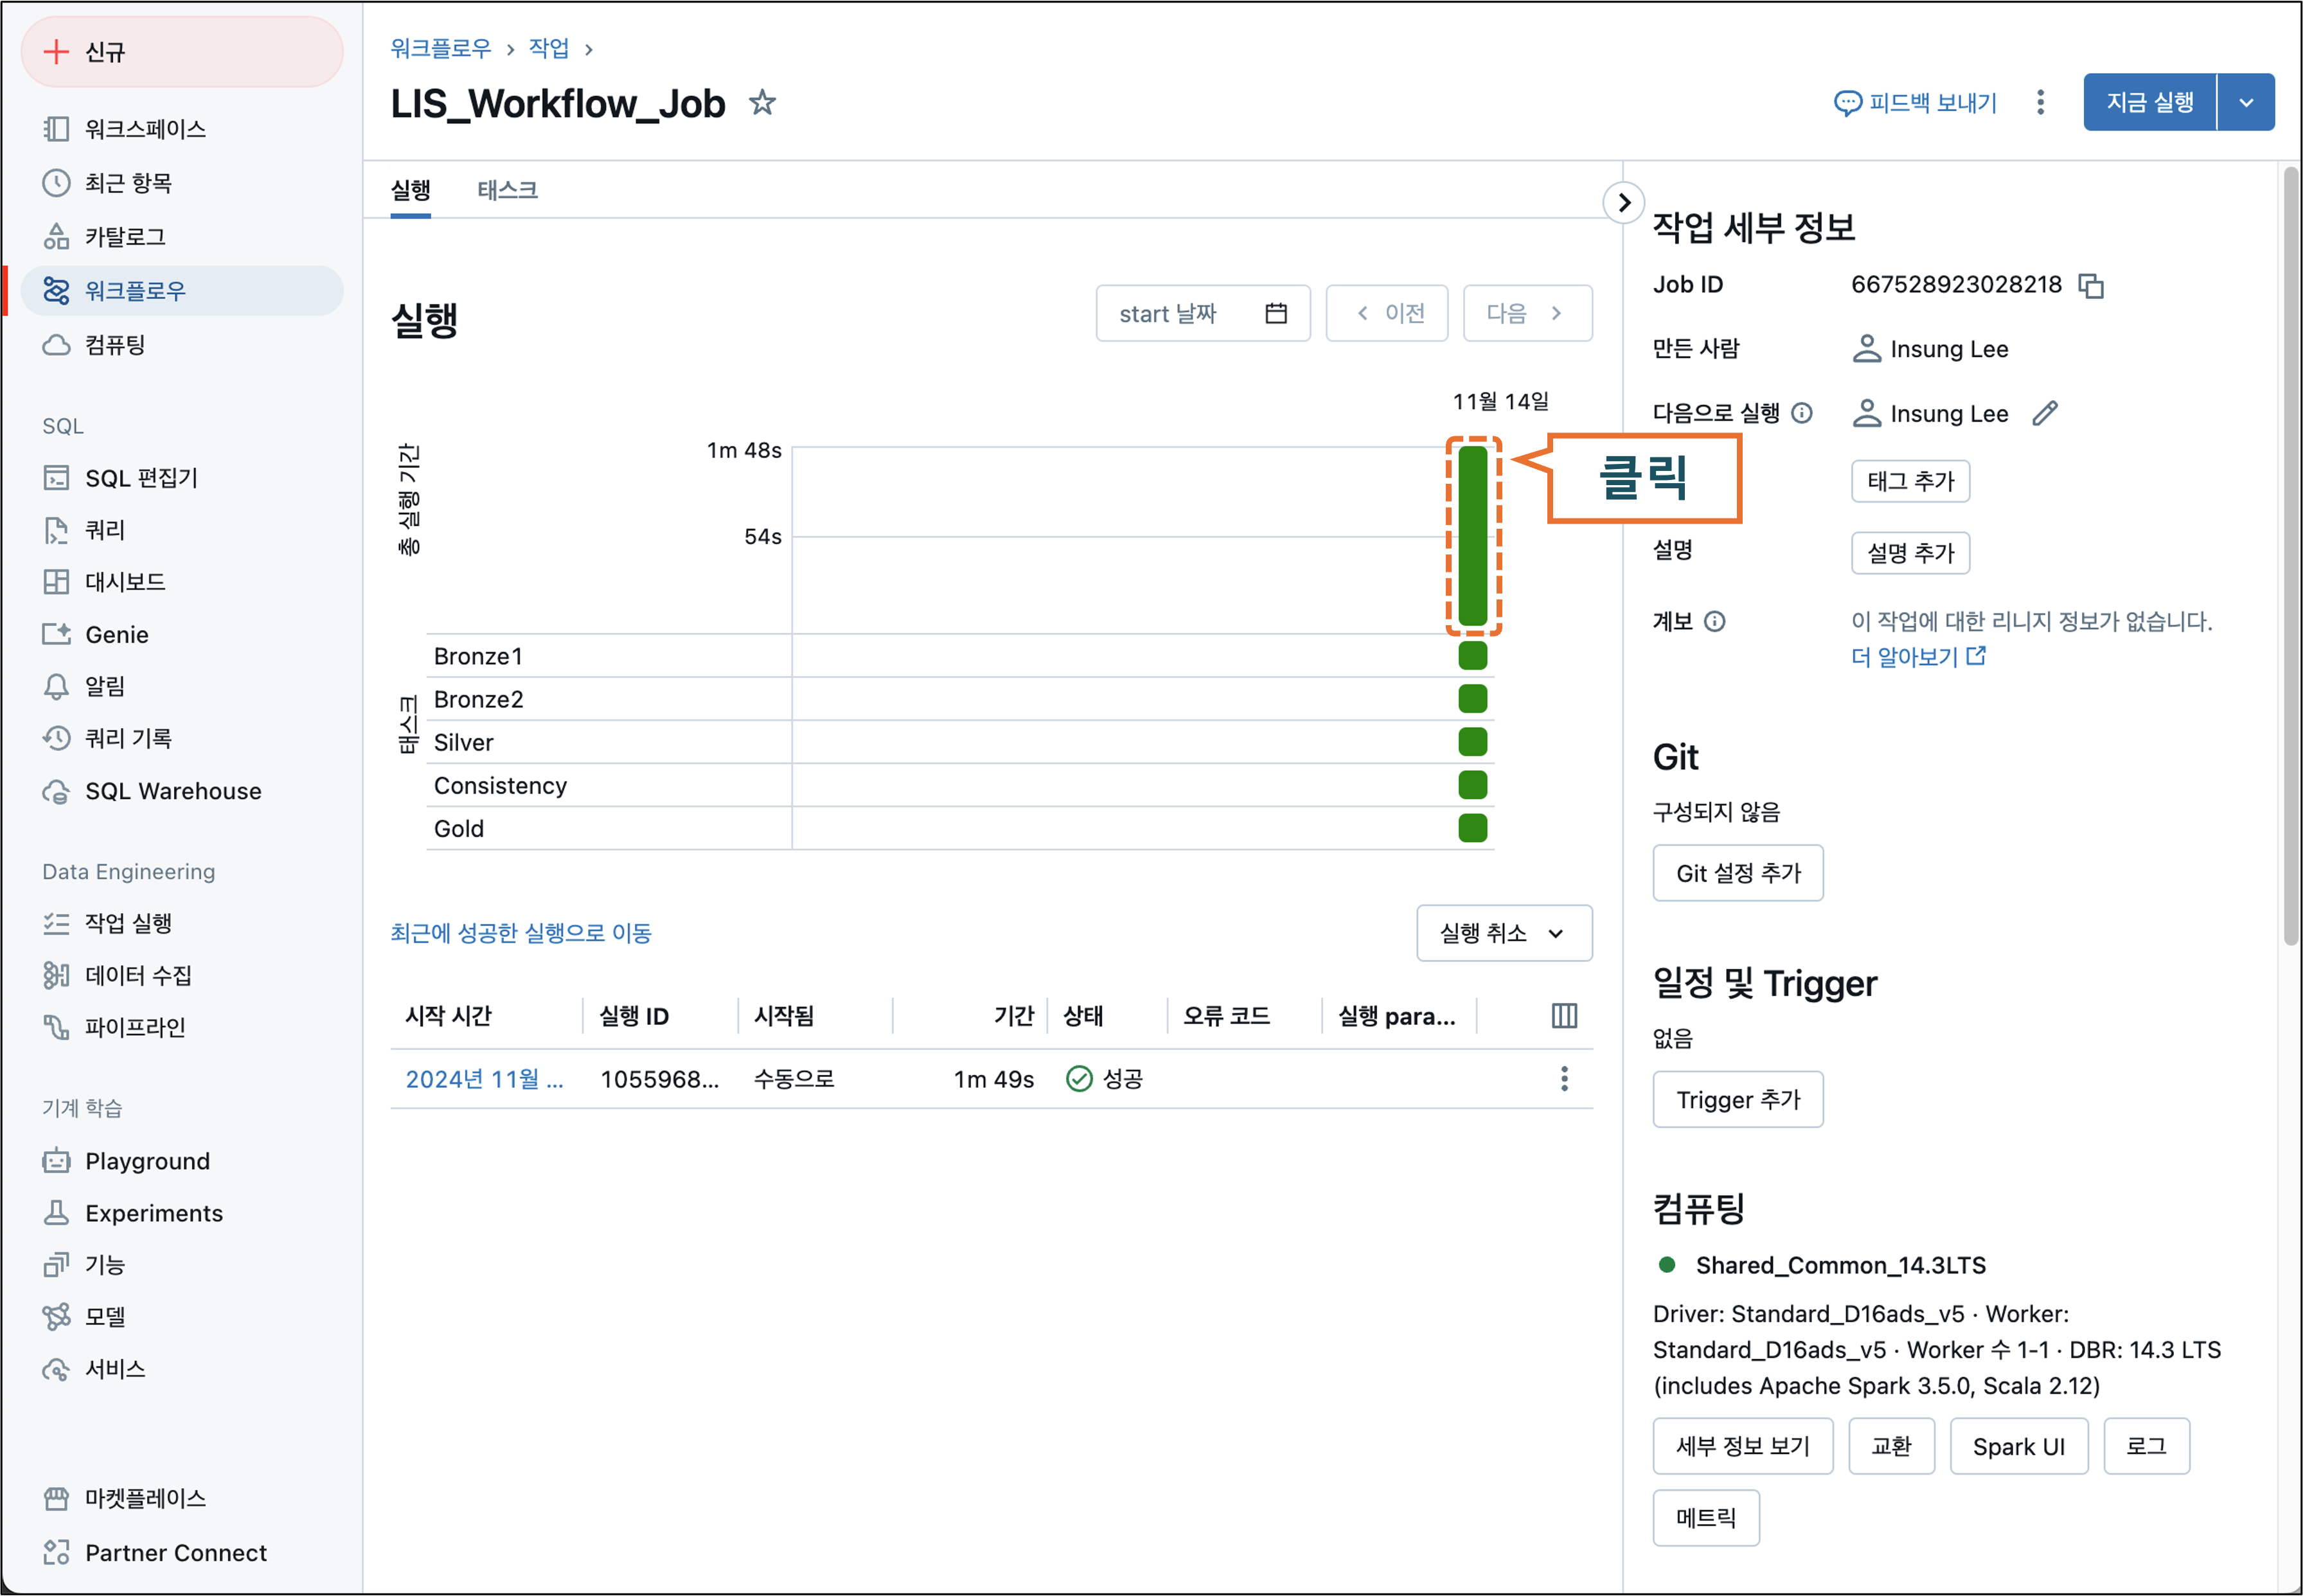 신규
워크스페이스
최근 항목
카탈로그
워크플로우
컴퓨팅
SQL
SQL 편집기
쿼리
대시보드
Genie
알림
쿼리 기록
SQL Warehouse
Data Engineering
작업 실행
데이터 수집
파이프라인
기계 학습
Playground
Experiments
기능
모델
서비스
마켓플레이스
Partner Connect
워크플로우 › 작업 ›
LIS_Workflow_Job
피드백 보내기
지금 실행
실행 태스크
실행
start 날짜
이전
다음
11월 14일
총 실행 기간
1m 48s
54s
클릭
태스크
Bronze1
Bronze2
Silver
Consistency
Gold
최근에 성공한 실행으로 이동
실행 취소
시작 시간 실행 ID 시작됨 기간 상태 오류 코드 실행 para...
2024년 11월 ... 1055968... 수동으로 1m 49s 성공
작업 세부 정보
Job ID 667528923028218
만든 사람 Insung Lee
다음으로 실행 Insung Lee
태그 추가
설명 설명 추가
계보 이 작업에 대한 리니지 정보가 없습니다.
더 알아보기
Git
구성되지 않음
Git 설정 추가
일정 및 Trigger
없음
Trigger 추가
컴퓨팅
Shared_Common_14.3LTS
Driver: Standard_D16ads_v5 · Worker:
Standard_D16ads_v5 · Worker 수 1-1 · DBR: 14.3 LTS
(includes Apache Spark 3.5.0, Scala 2.12)
세부 정보 보기 교환 Spark UI 로그
메트릭